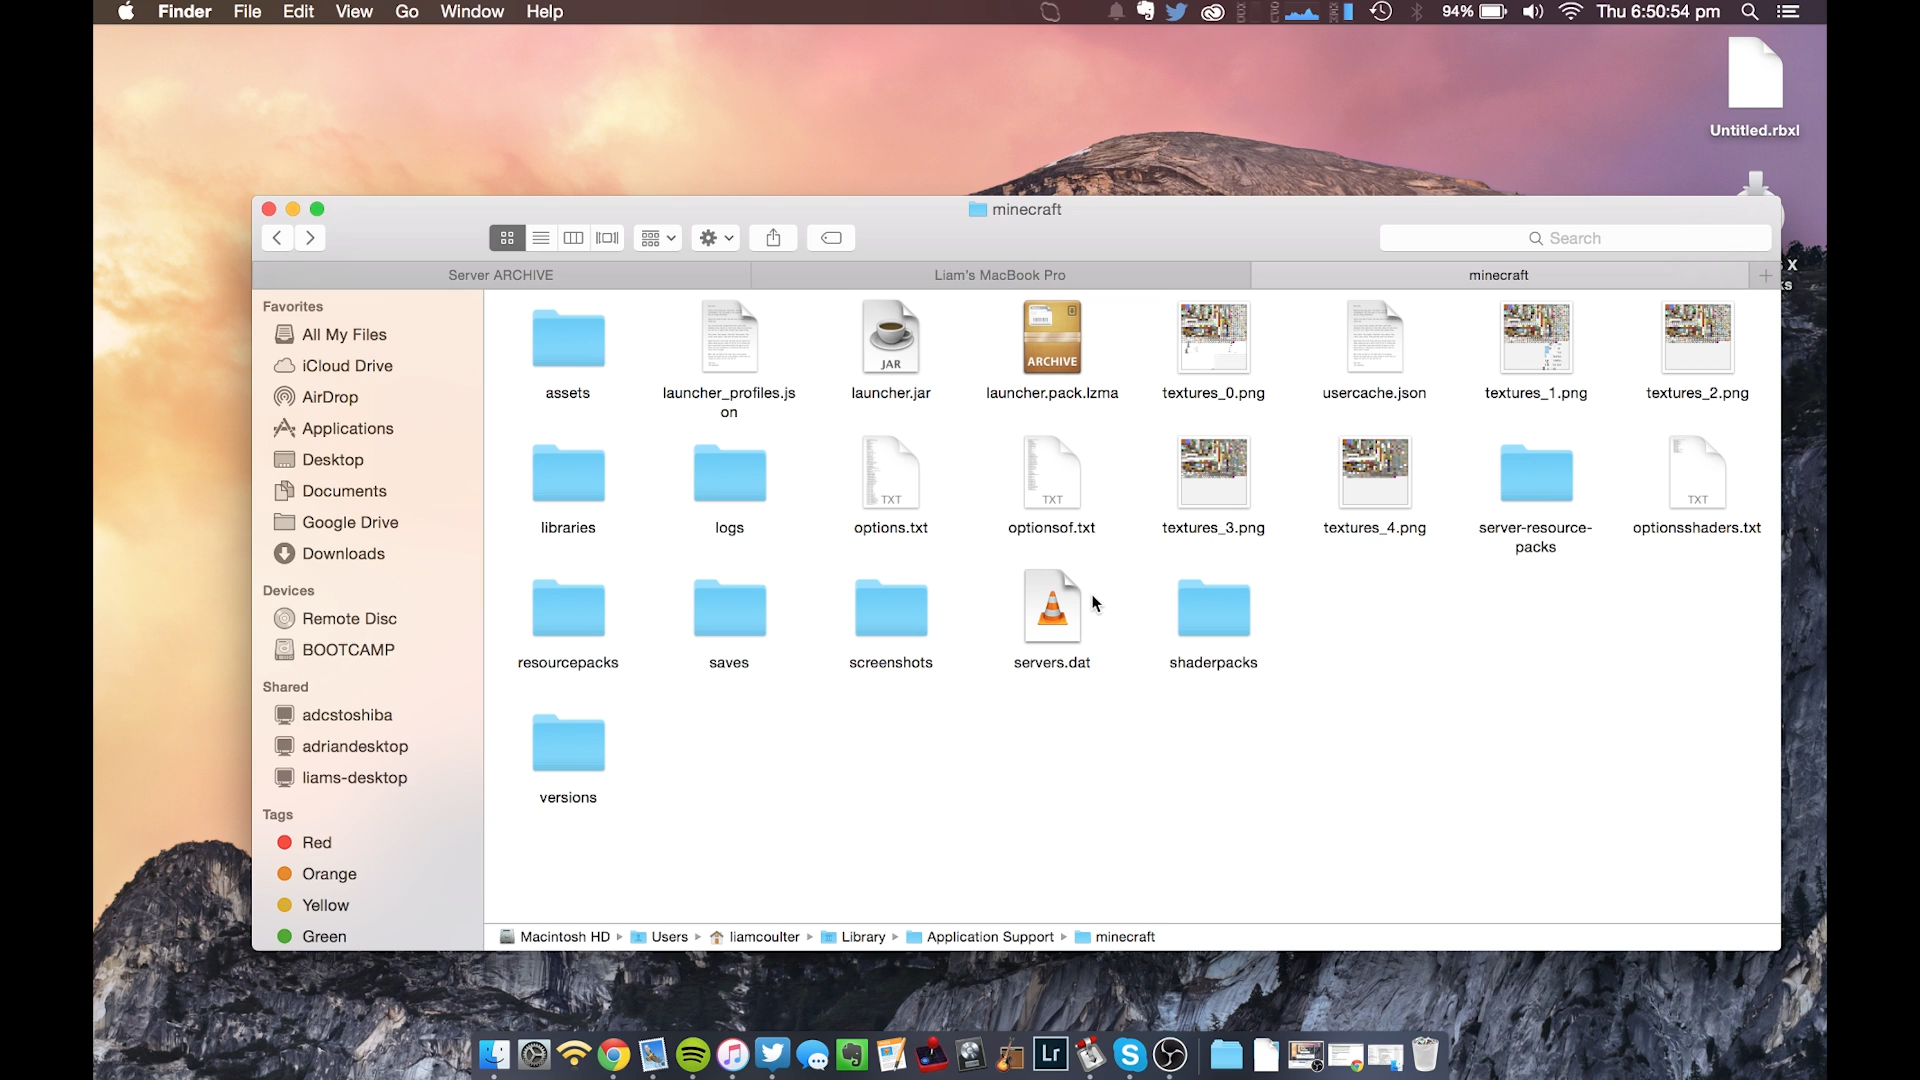 Finder File Edit View Go Window Help 94% Thu 6:50:54 pm
Untitled.rbxl
minecraft
Search
Server ARCHIVE Liam's MacBook Pro minecraft
Favorites
All My Files
iCloud Drive
AirDrop
Applications
Desktop
Documents
Google Drive
Downloads
Devices
Remote Disc
BOOTCAMP
Shared
adcstoshiba
adriandesktop
liams-desktop
Tags
Red
Orange
Yellow
Green
JAR
ARCHIVE
assets launcher_profiles.js launcher.jar launcher.pack.lzma textures_0.png usercache.json textures_1.png textures_2.png
on
TXT TXT TXT
libraries logs options.txt optionsof.txt textures_3.png textures_4.png server-resource- optionsshaders.txt
packs
resourcepacks saves screenshots servers.dat shaderpacks
versions
Macintosh HD Users liamcoulter Library Application Support minecraft
Lr